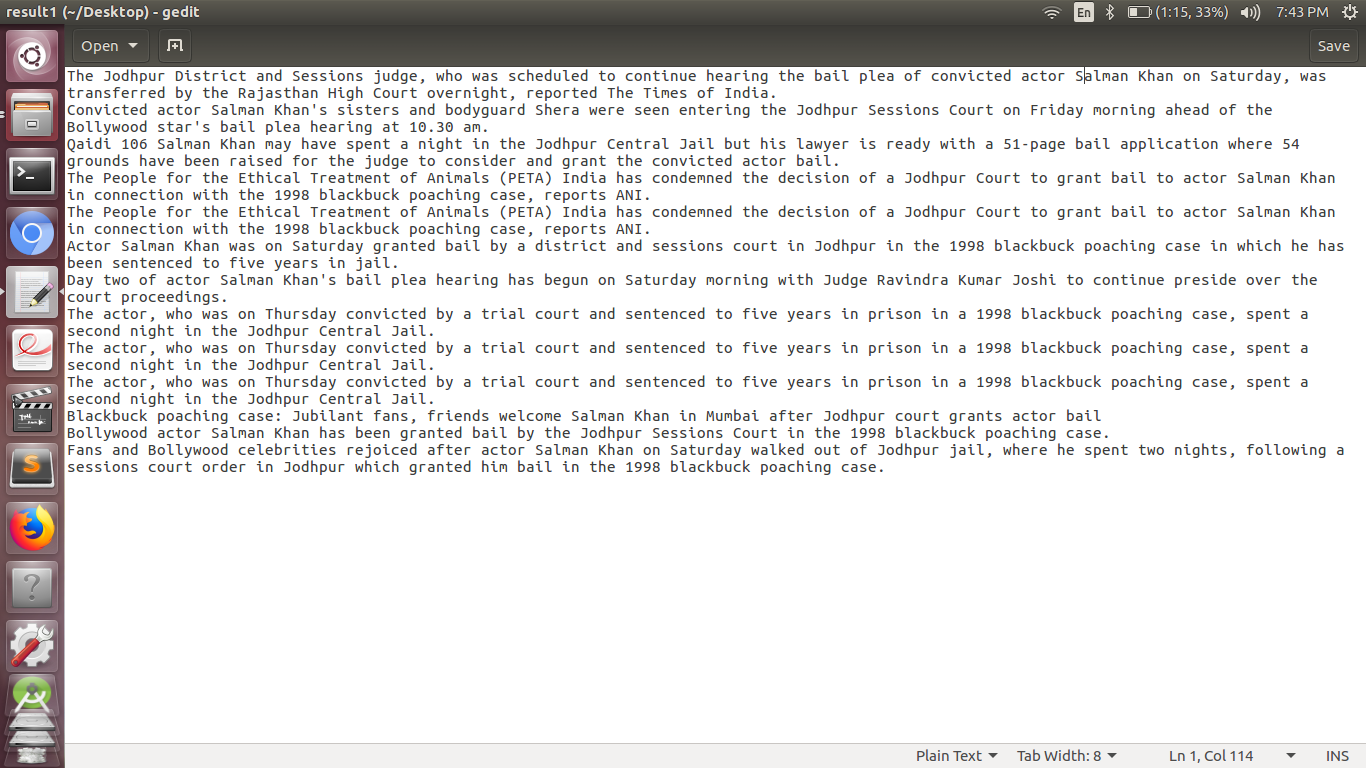 result1 (~/Desktop) - gedit
En
(1:15, 33%)
7:43 PM
Open
Save
The Jodhpur District and Sessions judge, who was scheduled to continue hearing the bail plea of convicted actor Salman Khan on Saturday, was
transferred by the Rajasthan High Court overnight, reported The Times of India.
Convicted actor Salman Khan's sisters and bodyguard Shera were seen entering the Jodhpur Sessions Court on Friday morning ahead of the
Bollywood star's bail plea hearing at 10.30 am.
Qaidi 106 Salman Khan may have spent a night in the Jodhpur Central Jail but his lawyer is ready with a 51-page bail application where 54
grounds have been raised for the judge to consider and grant the convicted actor bail.
The People for the Ethical Treatment of Animals (PETA) India has condemned the decision of a Jodhpur Court to grant bail to actor Salman Khan
in connection with the 1998 blackbuck poaching case, reports ANI.
The People for the Ethical Treatment of Animals (PETA) India has condemned the decision of a Jodhpur Court to grant bail to actor Salman Khan
in connection with the 1998 blackbuck poaching case, reports ANI.
Actor Salman Khan was on Saturday granted bail by a district and sessions court in Jodhpur in the 1998 blackbuck poaching case in which he has
been sentenced to five years in jail.
Day two of actor Salman Khan's bail plea hearing has begun on Saturday morning with Judge Ravindra Kumar Joshi to continue preside over the
court proceedings.
The actor, who was on Thursday convicted by a trial court and sentenced to five years in prison in a 1998 blackbuck poaching case, spent a
second night in the Jodhpur Central Jail.
The actor, who was on Thursday convicted by a trial court and sentenced to five years in prison in a 1998 blackbuck poaching case, spent a
second night in the Jodhpur Central Jail.
The actor, who was on Thursday convicted by a trial court and sentenced to five years in prison in a 1998 blackbuck poaching case, spent a
second night in the Jodhpur Central Jail.
Blackbuck poaching case: Jubilant fans, friends welcome Salman Khan in Mumbai after Jodhpur court grants actor bail
Bollywood actor Salman Khan has been granted bail by the Jodhpur Sessions Court in the 1998 blackbuck poaching case.
Fans and Bollywood celebrities rejoiced after actor Salman Khan on Saturday walked out of Jodhpur jail, where he spent two nights, following a
sessions court order in Jodhpur which granted him bail in the 1998 blackbuck poaching case.
Plain Text
Tab Width: 8
Ln 1, Col 114
INS